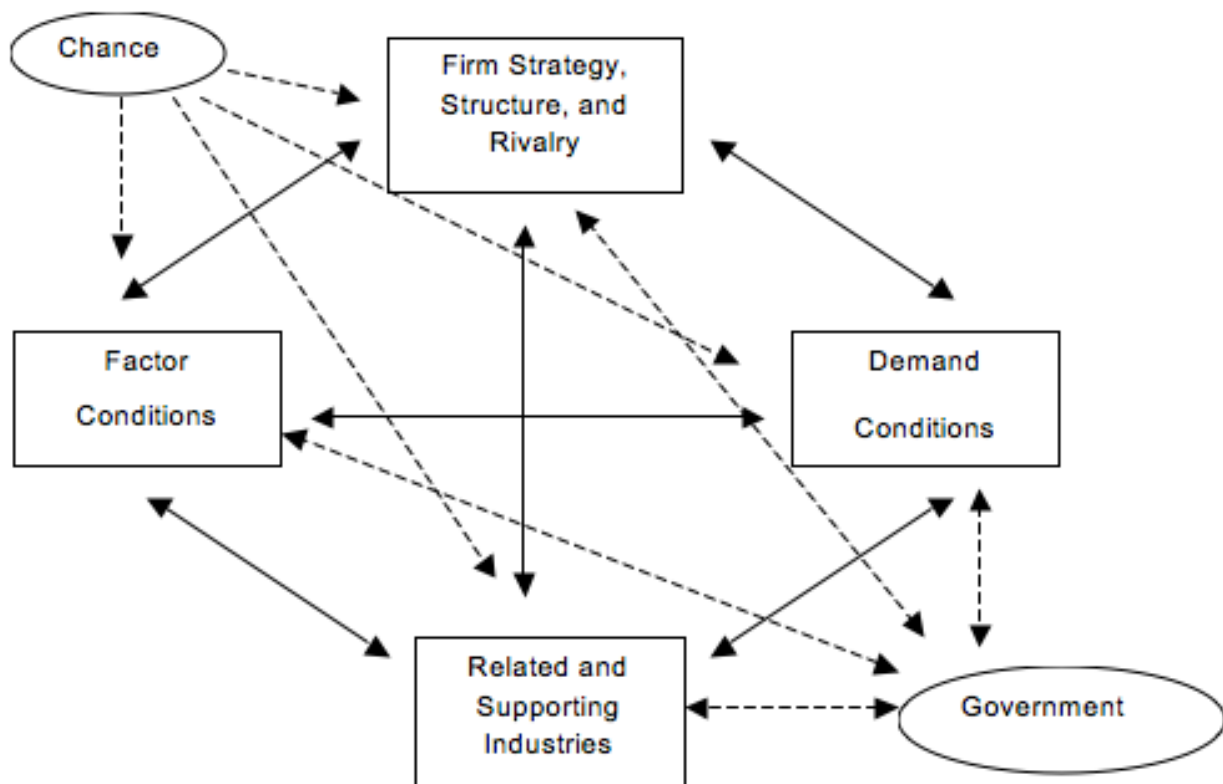 Chance
Firm Strategy,
Structure, and
Rivalry
Factor
Conditions
Demand
Conditions
Related and
Supporting
Industries
Government